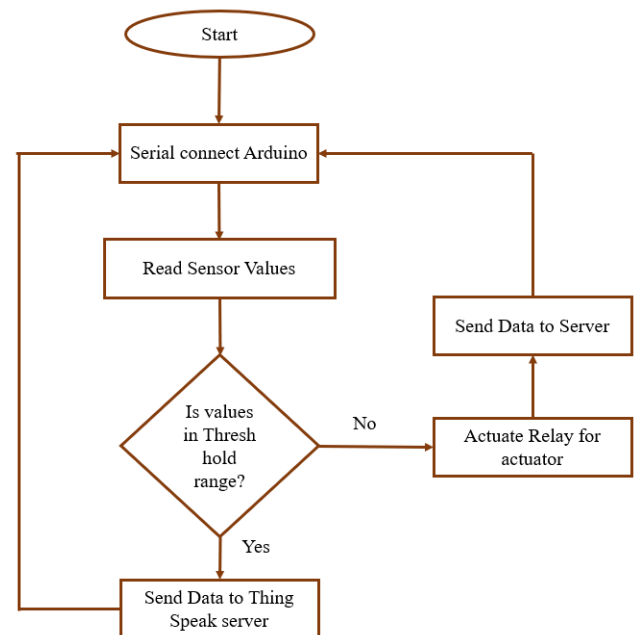 Start
Serial connect Arduino
Read Sensor Values
Send Data to Server
Is values
in Thresh
hold
range?
No
Actuate Relay for
actuator
Yes
Send Data to Thing
Speak server